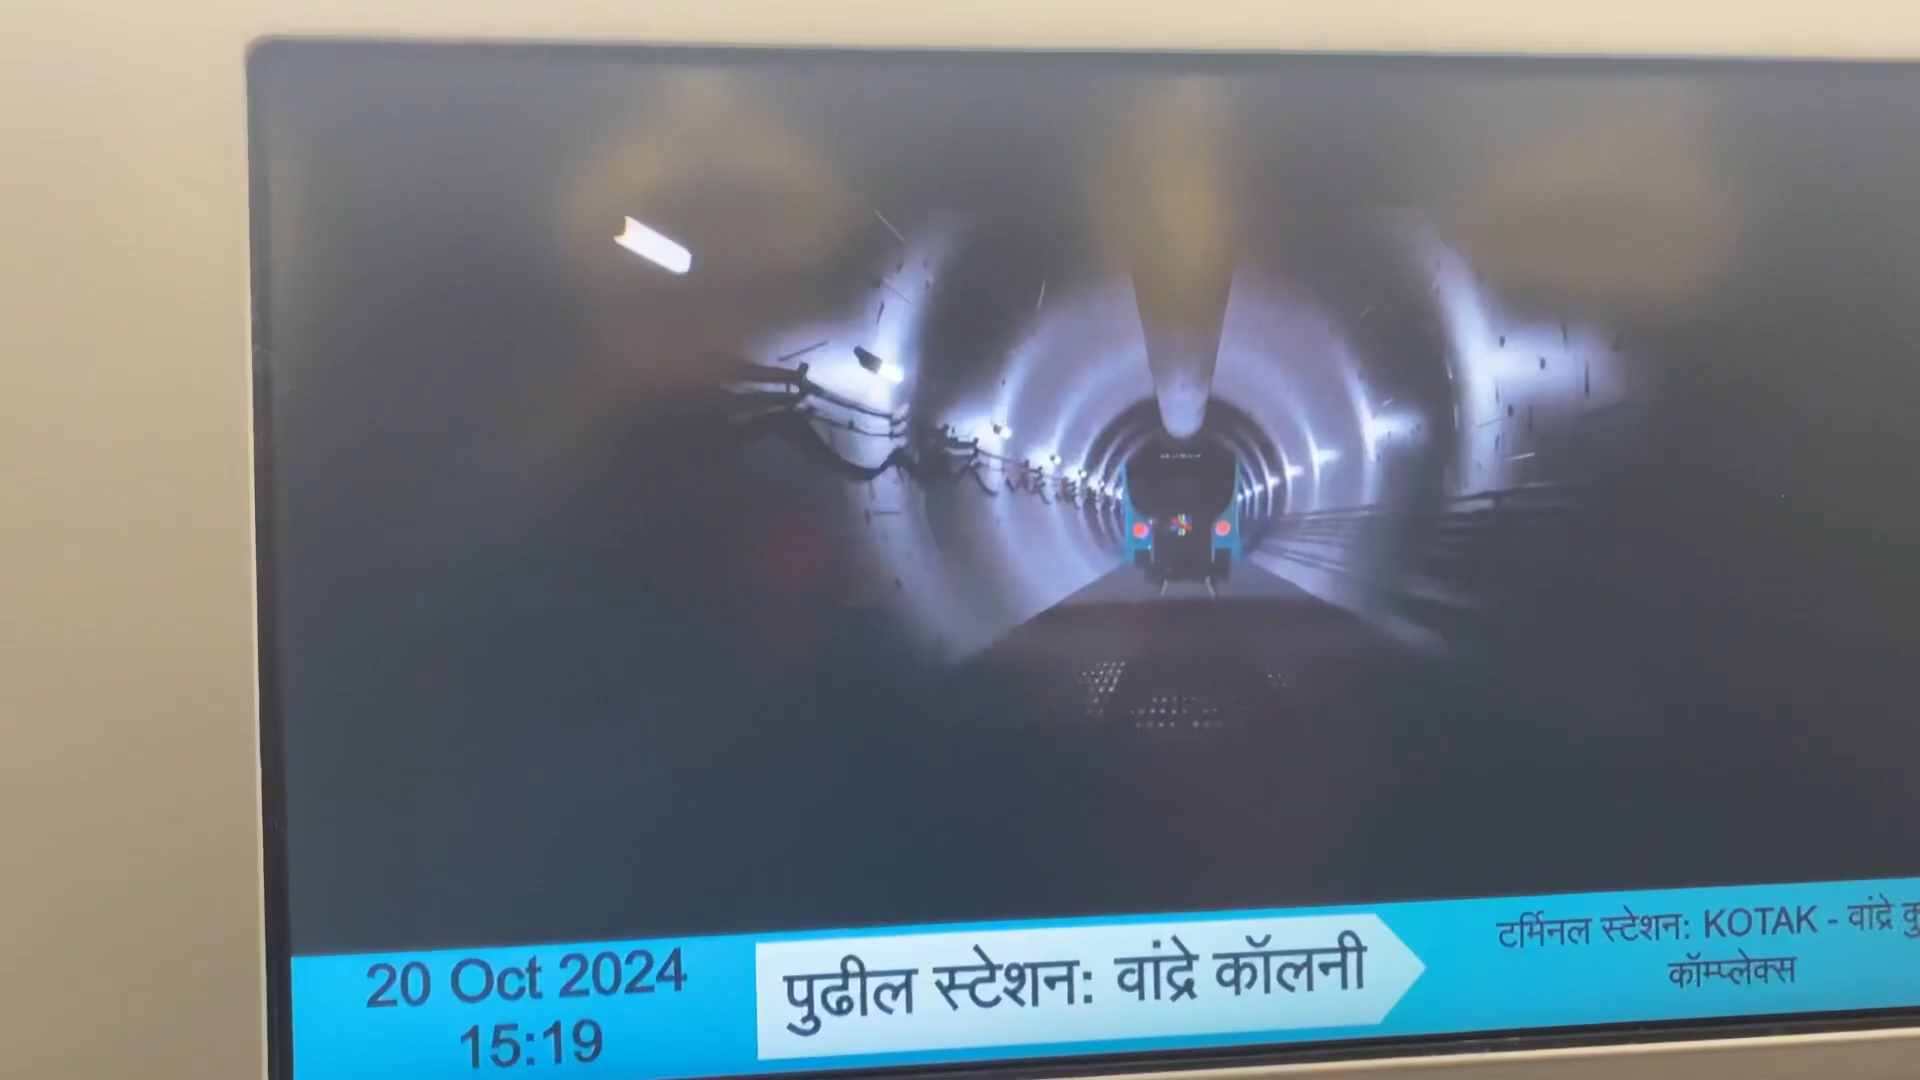 20 Oct 2024
15:19
पुढील स्टेशन: वांद्रे कॉलनी
टर्मिनल स्टेशन: KOTAK - वांद्रे
कॉम्प्लेक्स